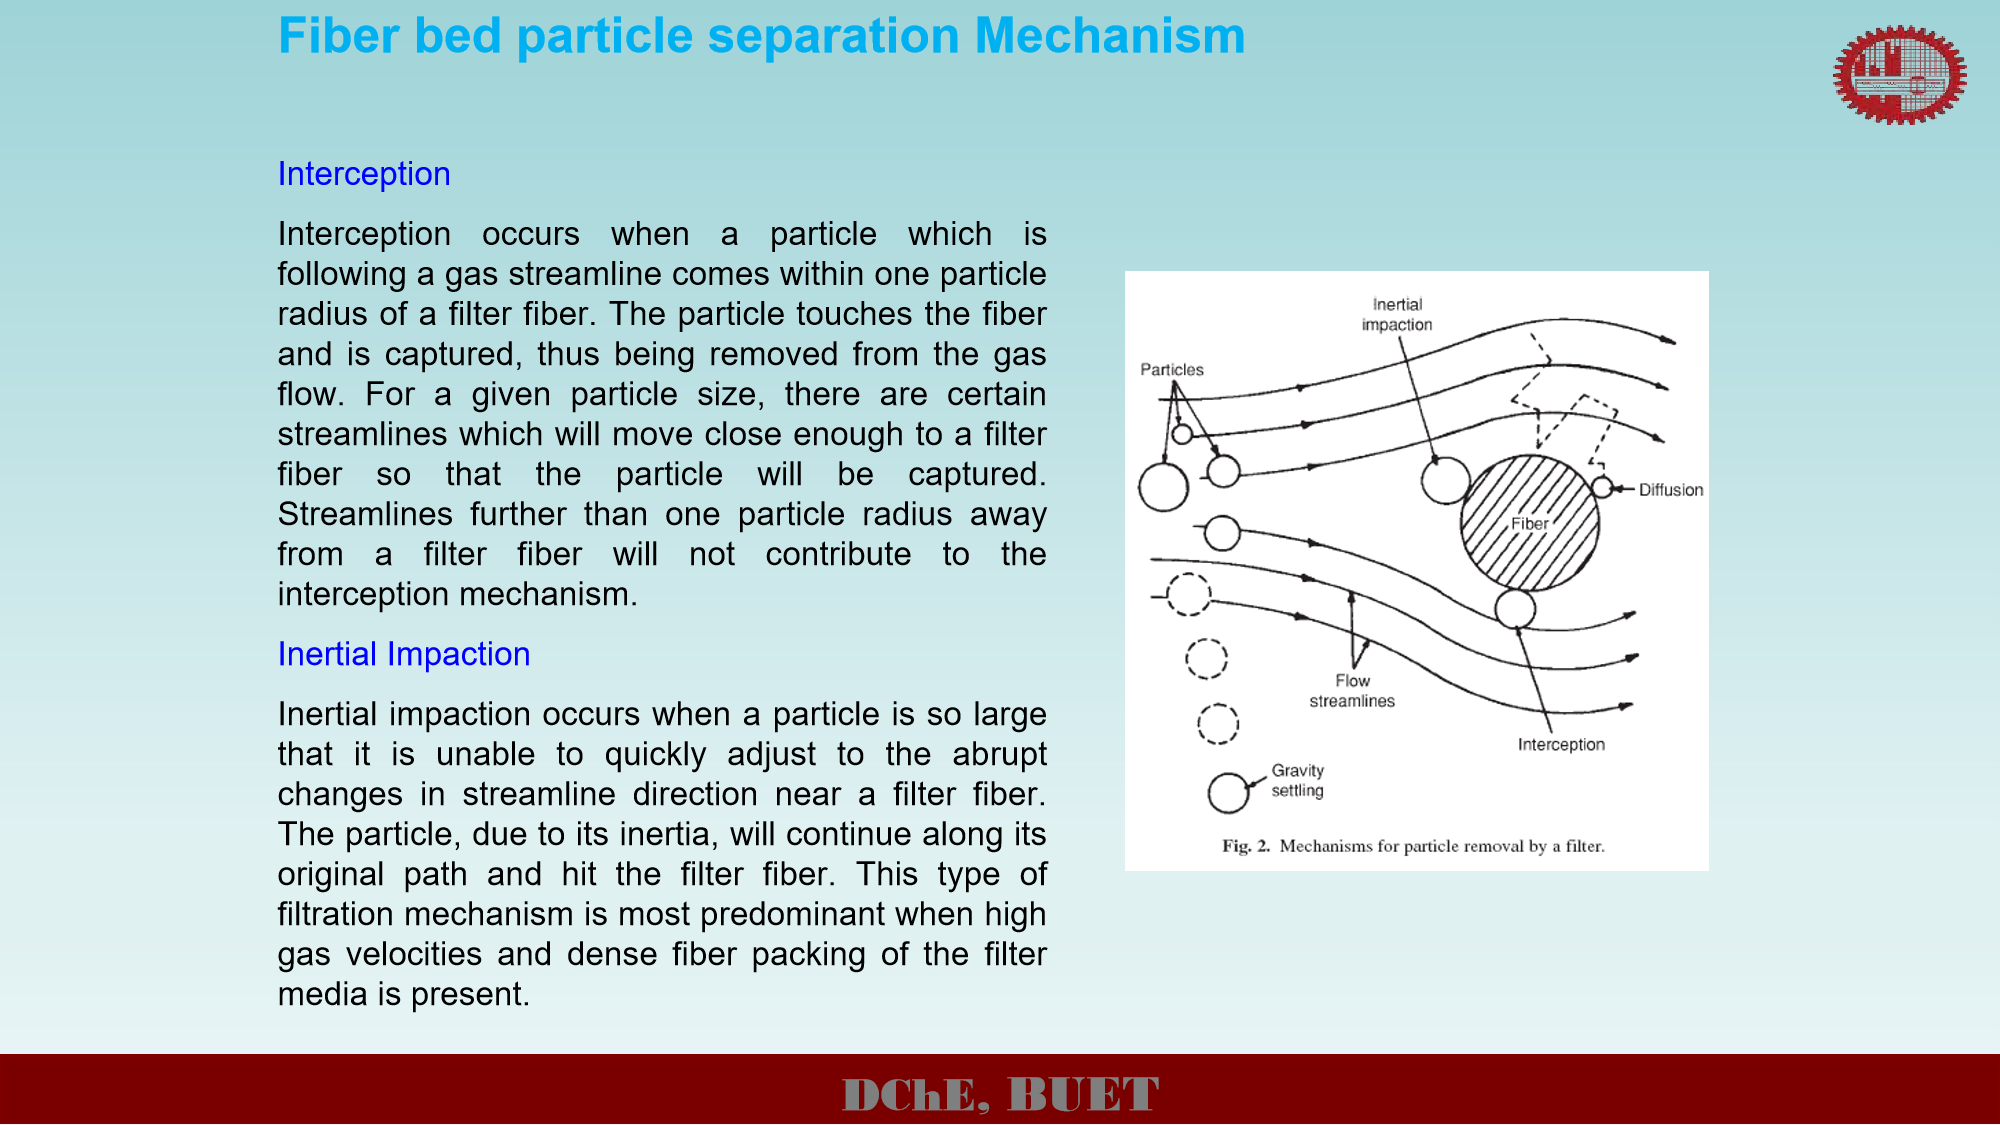 Fiber bed particle separation Mechanism
Interception
Interception occurs when a particle which is
following a gas streamline comes within one particle
radius of a filter fiber. The particle touches the fiber
and is captured, thus being removed from the gas
flow. For a given particle size, there are certain
streamlines which will move close enough to a filter
fiber so that the particle will be captured.
Streamlines further than one particle radius away
from a filter fiber will not contribute to the
interception mechanism.
Inertial Impaction
Inertial impaction occurs when a particle is so large
that it is unable to quickly adjust to the abrupt
changes in streamline direction near a filter fiber.
The particle, due to its inertia, will continue along its
original path and hit the filter fiber. This type of
filtration mechanism is most predominant when high
gas velocities and dense fiber packing of the filter
media is present.
Inertial
impaction
Particles
Diffusion
Fiber
Flow
streamlines
Interception
Gravity
settling
Fig. 2. Mechanisms for particle removal by a filter.
DChE, BUET